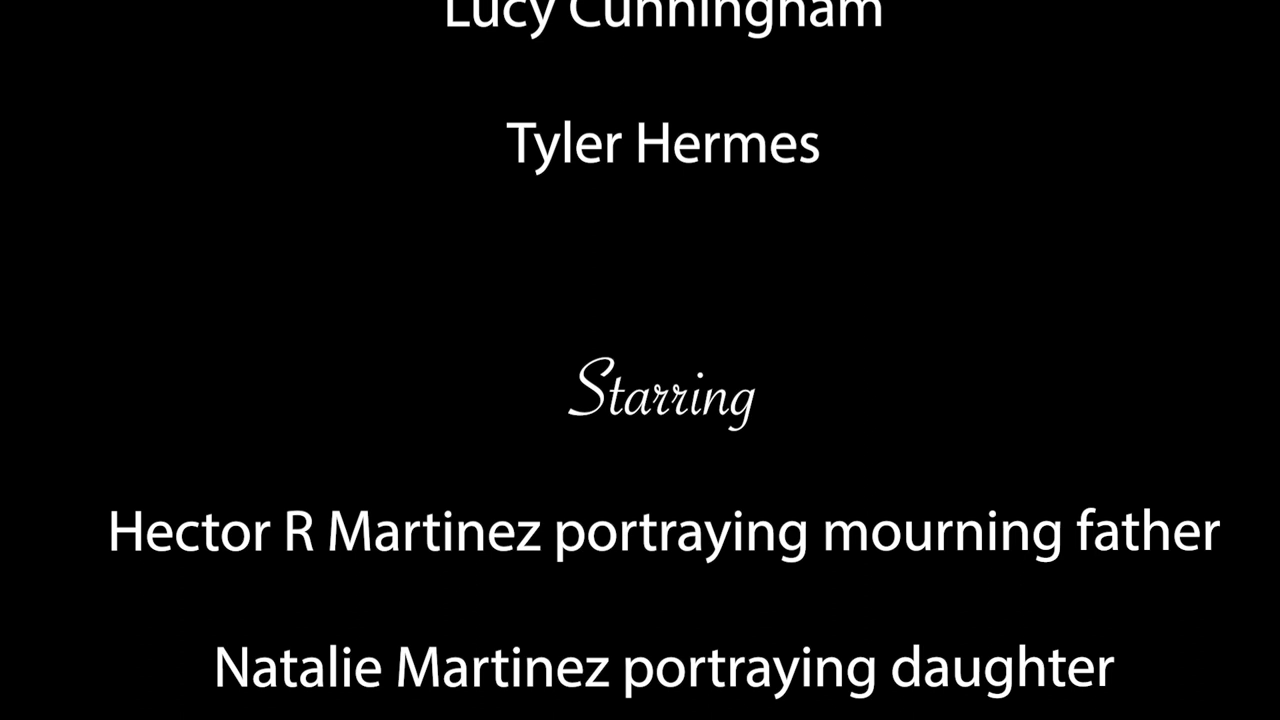 Lucy Cunningham
Tyler Hermes
Starring
Hector R Martinez portraying mourning father
Natalie Martinez portraying daughter